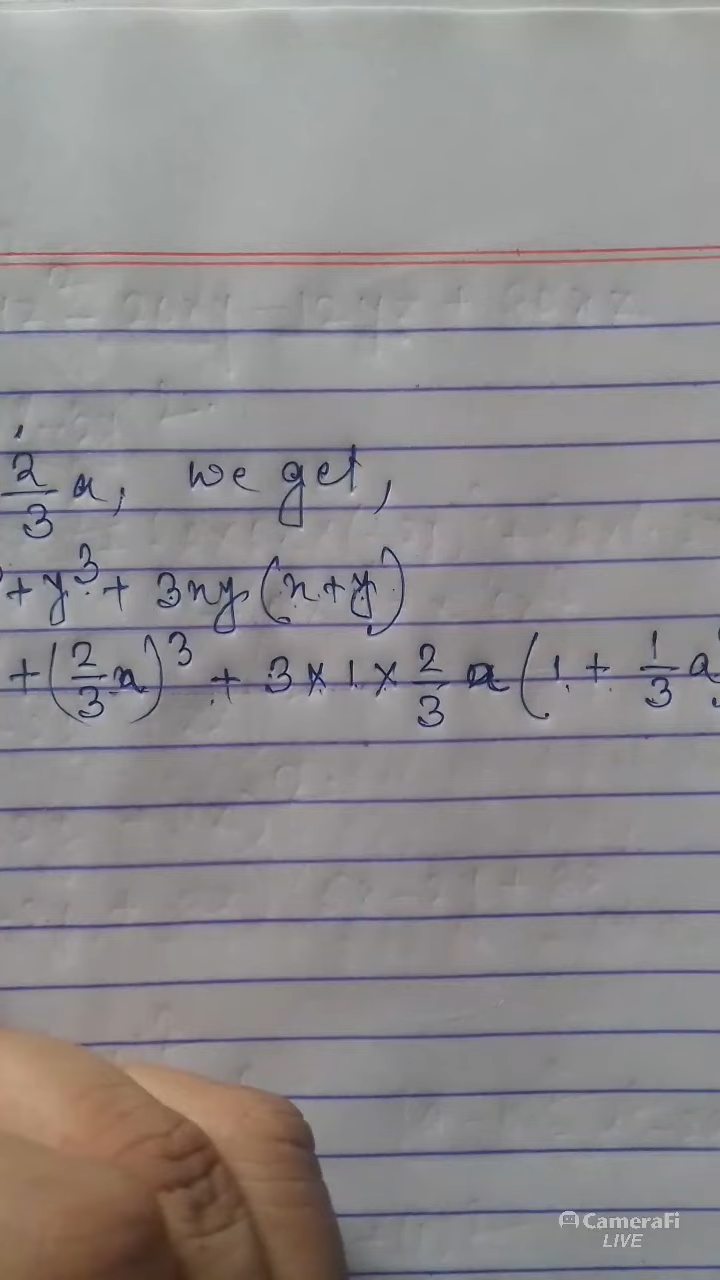 2/3 a, we get,
+ y³ + 3xy (x+y)
+ (2/3 a)³ + 3 × 1 × 2/3 a (1 + 1/3 a
CameraFi
LIVE